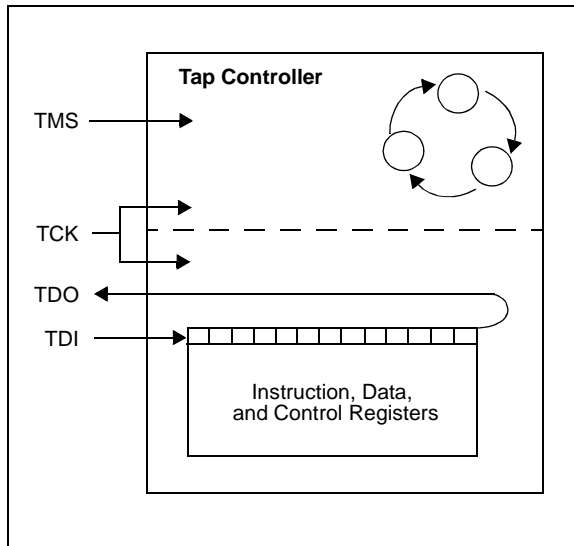 Tap Controller
TMS
TCK
TDO
TDI
Instruction, Data,
and Control Registers